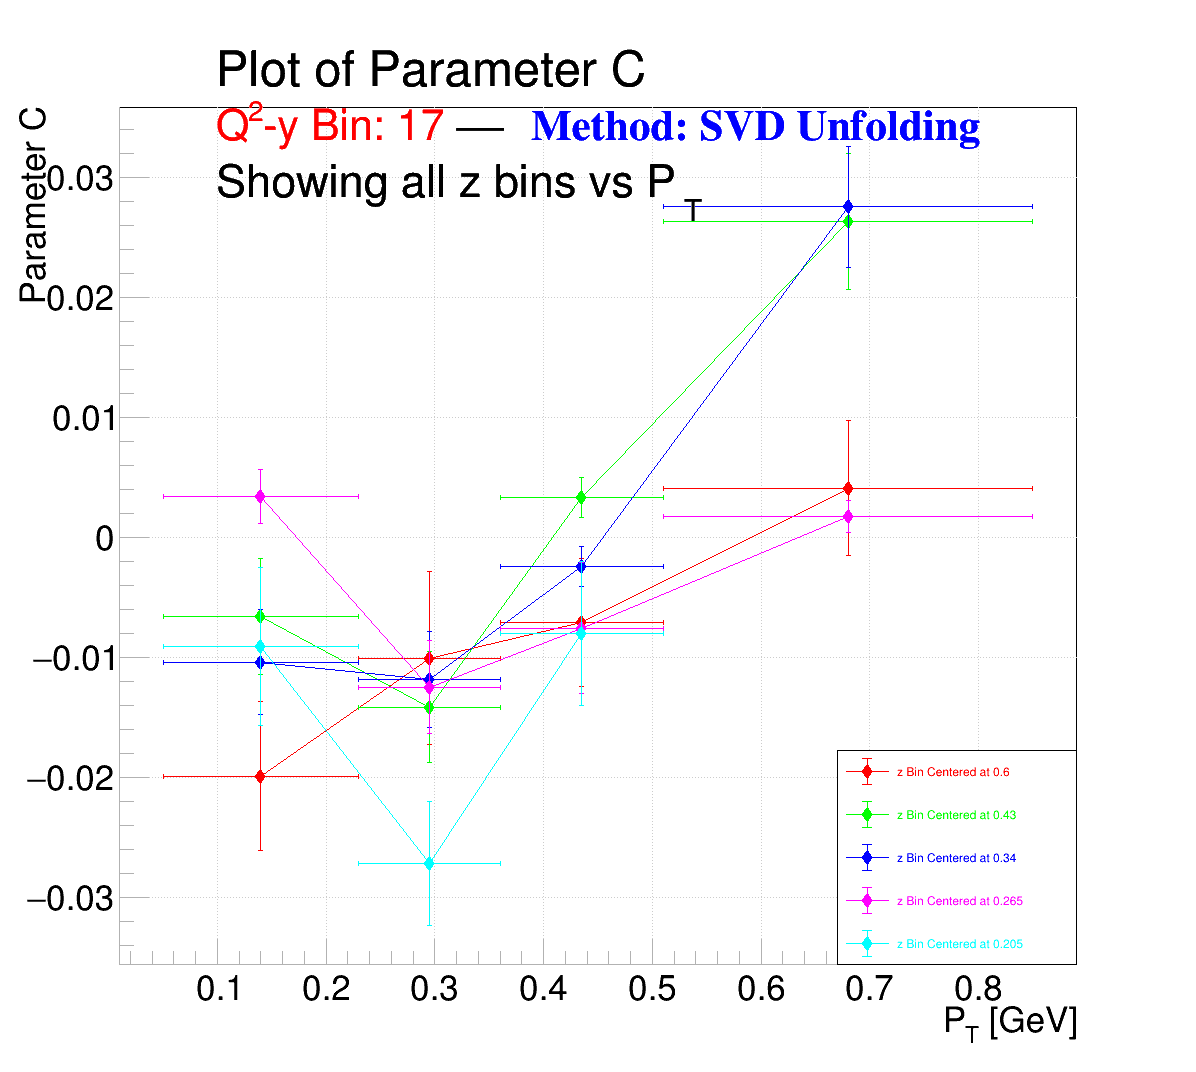 Plot of Parameter C
Q²-y Bin: 17 — Method: SVD Unfolding
Showing all z bins vs P_T
Parameter C
0.03
0.02
0.01
0
−0.01
−0.02
−0.03
z Bin Centered at 0.6
z Bin Centered at 0.43
z Bin Centered at 0.34
z Bin Centered at 0.265
z Bin Centered at 0.205
0.1 0.2 0.3 0.4 0.5 0.6 0.7 0.8
P_T [GeV]